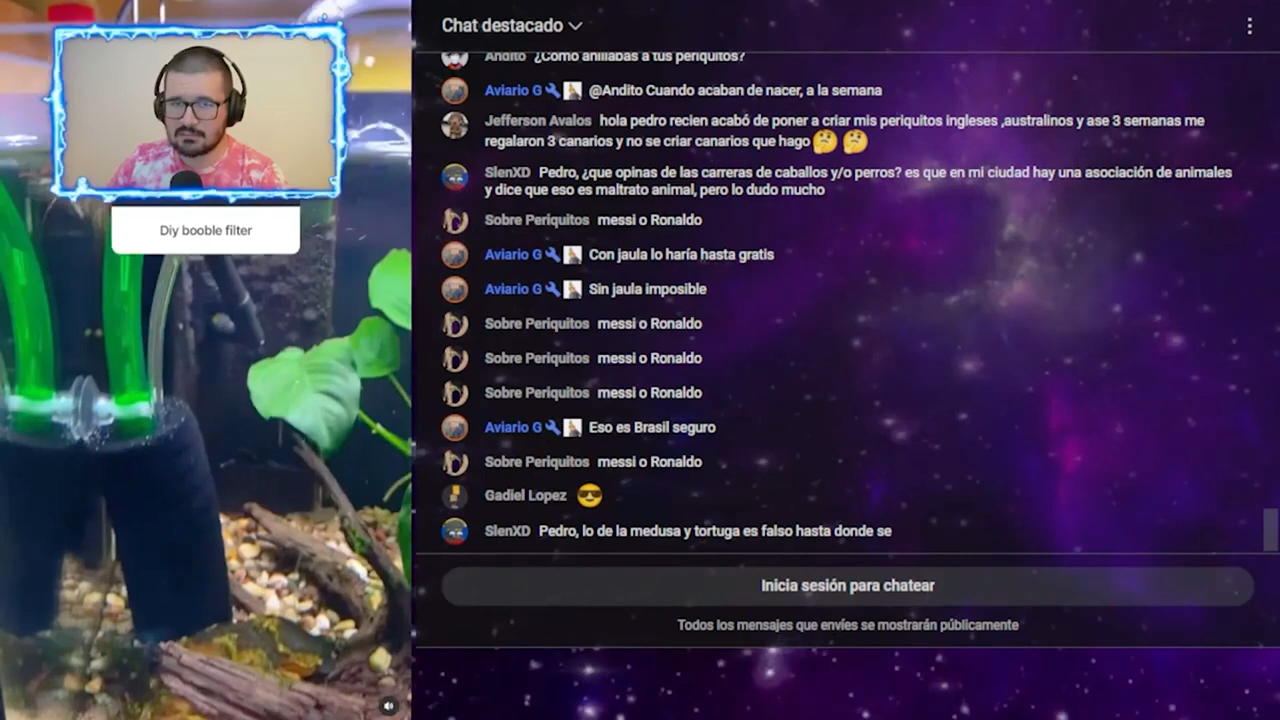 Diy booble filter
Chat destacado
Andito ¿Cómo anillabas a tus periquitos?
Aviario G @Andito Cuando acaban de nacer, a la semana
Jefferson Avalos hola pedro recien acabó de poner a criar mis periquitos ingleses ,australinos y ase 3 semanas me
regalaron 3 canarios y no se criar canarios que hago
SlenXD Pedro, ¿que opinas de las carreras de caballos y/o perros? es que en mi ciudad hay una asociación de animales
y dice que eso es maltrato animal, pero lo dudo mucho
Sobre Periquitos messi o Ronaldo
Aviario G Con jaula lo haría hasta gratis
Aviario G Sin jaula imposible
Sobre Periquitos messi o Ronaldo
Sobre Periquitos messi o Ronaldo
Sobre Periquitos messi o Ronaldo
Aviario G Eso es Brasil seguro
Sobre Periquitos messi o Ronaldo
Gadiel Lopez
SlenXD Pedro, lo de la medusa y tortuga es falso hasta donde se
Inicia sesión para chatear
Todos los mensajes que envíes se mostrarán públicamente